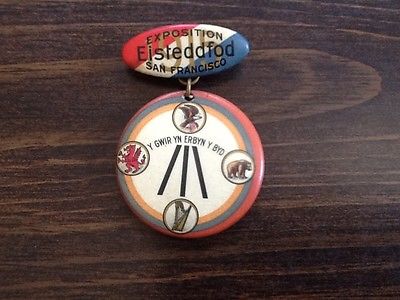 EXPOSITION
Eisteddfod
SAN FRANCISCO
Y GWIR YN ERBYN Y BYD